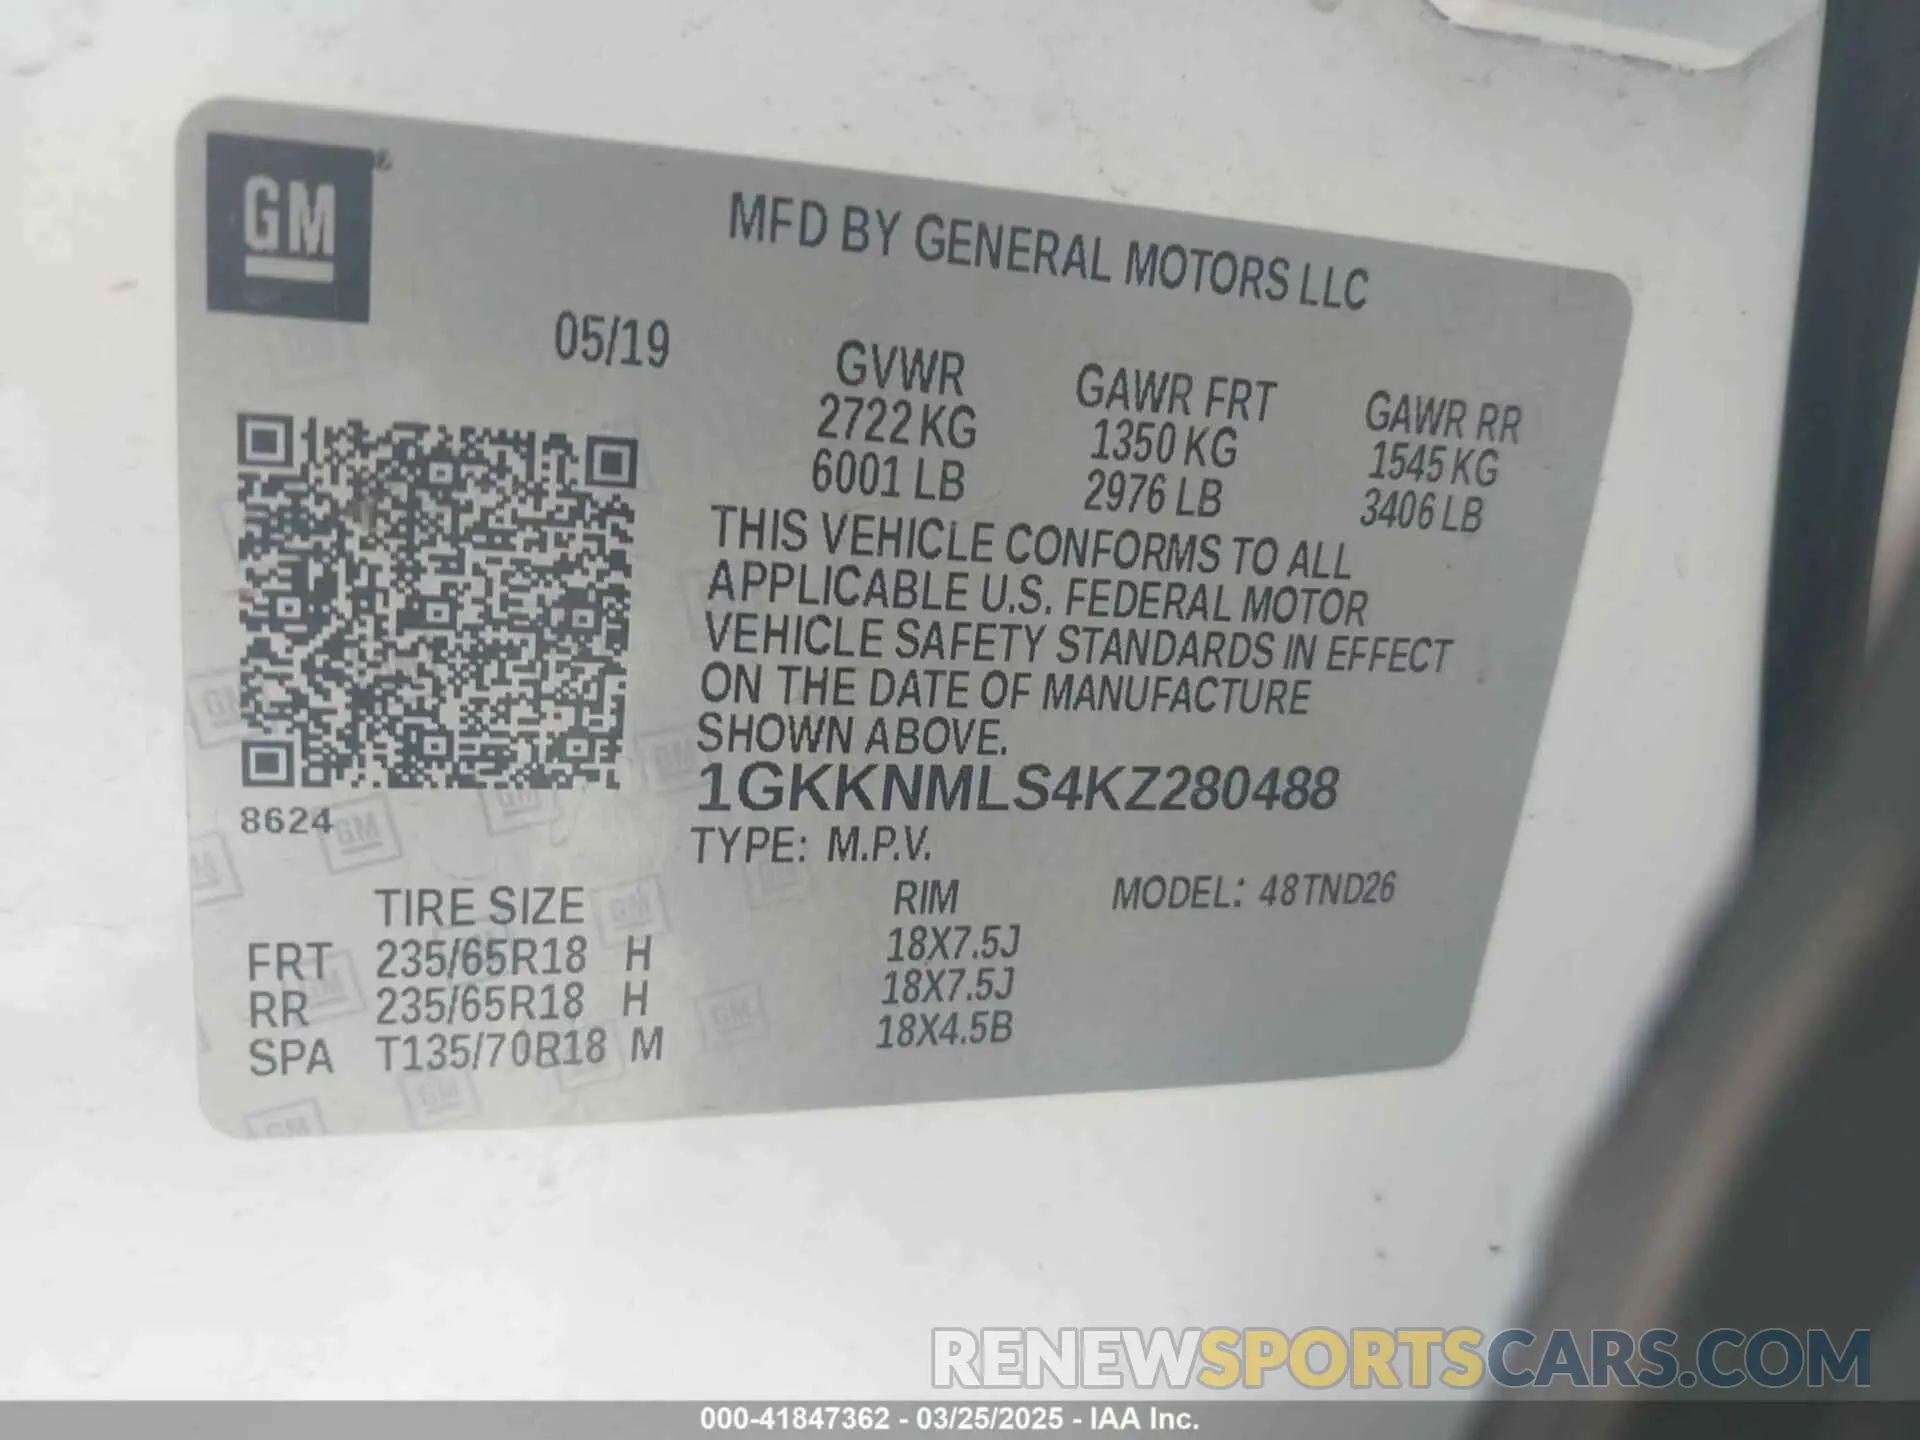 GM
MFD BY GENERAL MOTORS LLC
05/19
GVWR GAWR FRT GAWR RR
2722 KG 1350 KG 1545 KG
6001 LB 2976 LB 3406 LB
THIS VEHICLE CONFORMS TO ALL
APPLICABLE U.S. FEDERAL MOTOR
VEHICLE SAFETY STANDARDS IN EFFECT
ON THE DATE OF MANUFACTURE
SHOWN ABOVE.
1GKKNMLS4KZ280488
8624
TYPE: M.P.V.
TIRE SIZE RIM MODEL: 48TND26
FRT 235/65R18 H 18X7.5J
RR 235/65R18 H 18X7.5J
SPA T135/70R18 M 18X4.5B
RENEWSPORTSCARS.COM
000-41847362 - 03/25/2025 - IAA Inc.